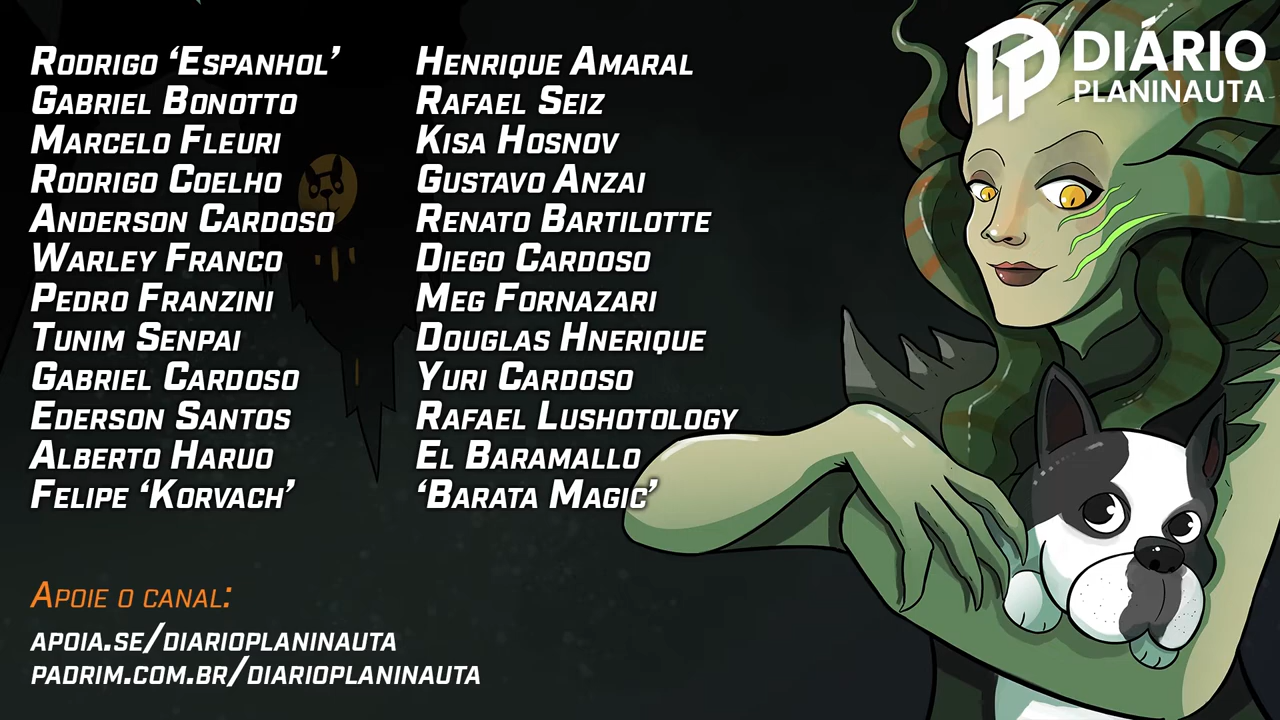 Rodrigo ‘Espanhol’
Gabriel Bonotto
Marcelo Fleuri
Rodrigo Coelho
Anderson Cardoso
Warley Franco
Pedro Franzini
Tunim Senpai
Gabriel Cardoso
Ederson Santos
Alberto Haruo
Felipe ‘Korvach’
Henrique Amaral
Rafael Seiz
Kisa Hosnov
Gustavo Anzai
Renato Bartilotte
Diego Cardoso
Meg Fornazari
Douglas Hnerique
Yuri Cardoso
Rafael Lushotology
El Baramallo
‘Barata Magic’
Apoie o canal:
apoia.se/diarioplaninauta
padrim.com.br/diarioplaninauta
DIÁRIO
PLANINAUTA